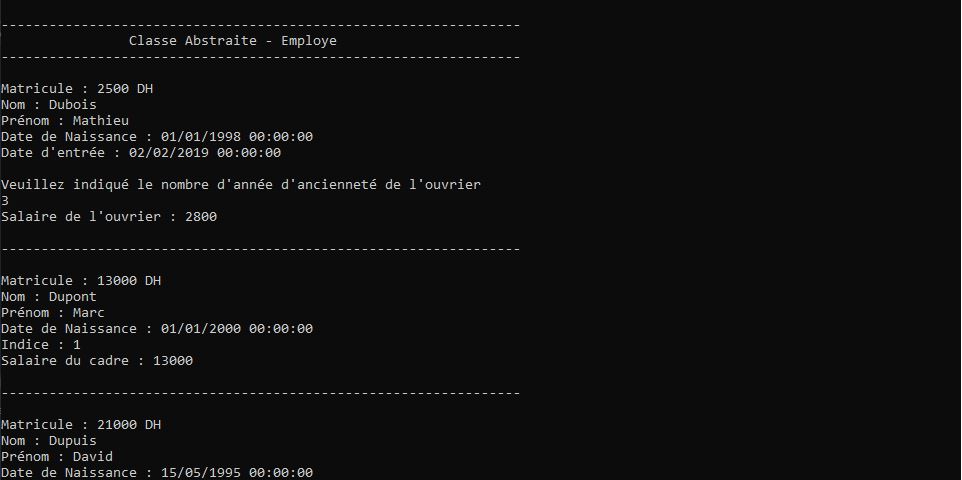 -----------------------------------------------------------------
Classe Abstraite - Employe
-----------------------------------------------------------------
Matricule : 2500 DH
Nom : Dubois
Prénom : Mathieu
Date de Naissance : 01/01/1998 00:00:00
Date d'entrée : 02/02/2019 00:00:00
Veuillez indiqué le nombre d'année d'ancienneté de l'ouvrier
3
Salaire de l'ouvrier : 2800
-----------------------------------------------------------------
Matricule : 13000 DH
Nom : Dupont
Prénom : Marc
Date de Naissance : 01/01/2000 00:00:00
Indice : 1
Salaire du cadre : 13000
-----------------------------------------------------------------
Matricule : 21000 DH
Nom : Dupuis
Prénom : David
Date de Naissance : 15/05/1995 00:00:00